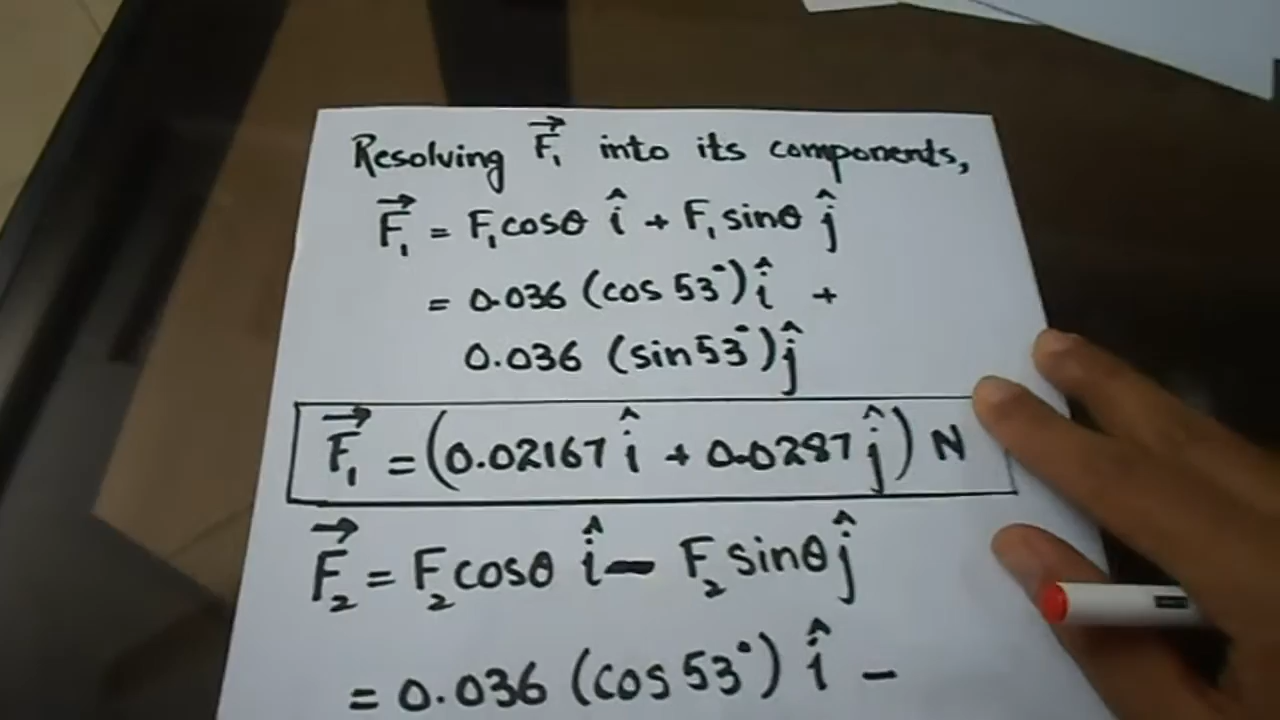 Resolving F⃗₁ into its components,
F⃗₁ = F₁cosθ î + F₁sinθ ĵ
= 0.036 (cos 53°) î +
0.036 (sin 53°) ĵ
F⃗₁ = (0.02167 î + 0.0287 ĵ) N
F⃗₂ = F₂cosθ î − F₂sinθ ĵ
= 0.036 (cos 53°) î −